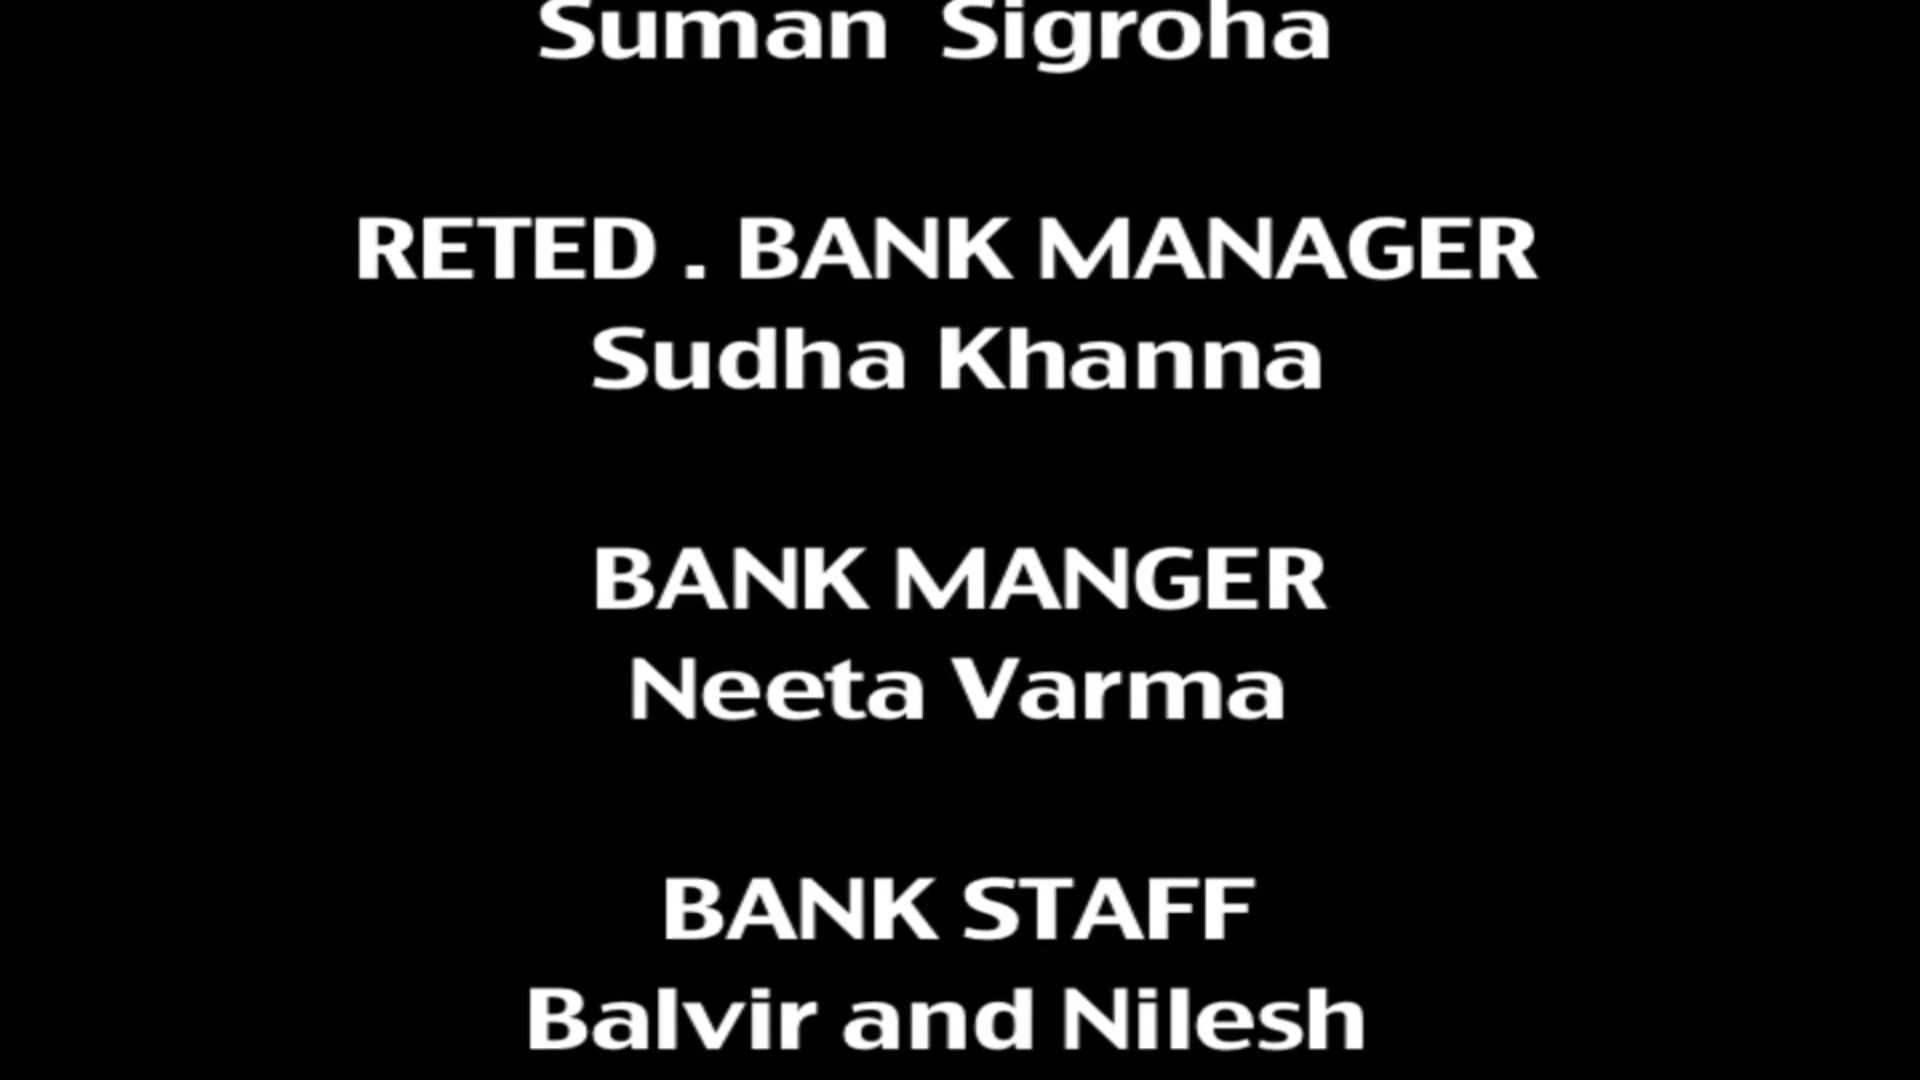 Suman Sigroha
RETED . BANK MANAGER
Sudha Khanna
BANK MANGER
Neeta Varma
BANK STAFF
Balvir and Nilesh